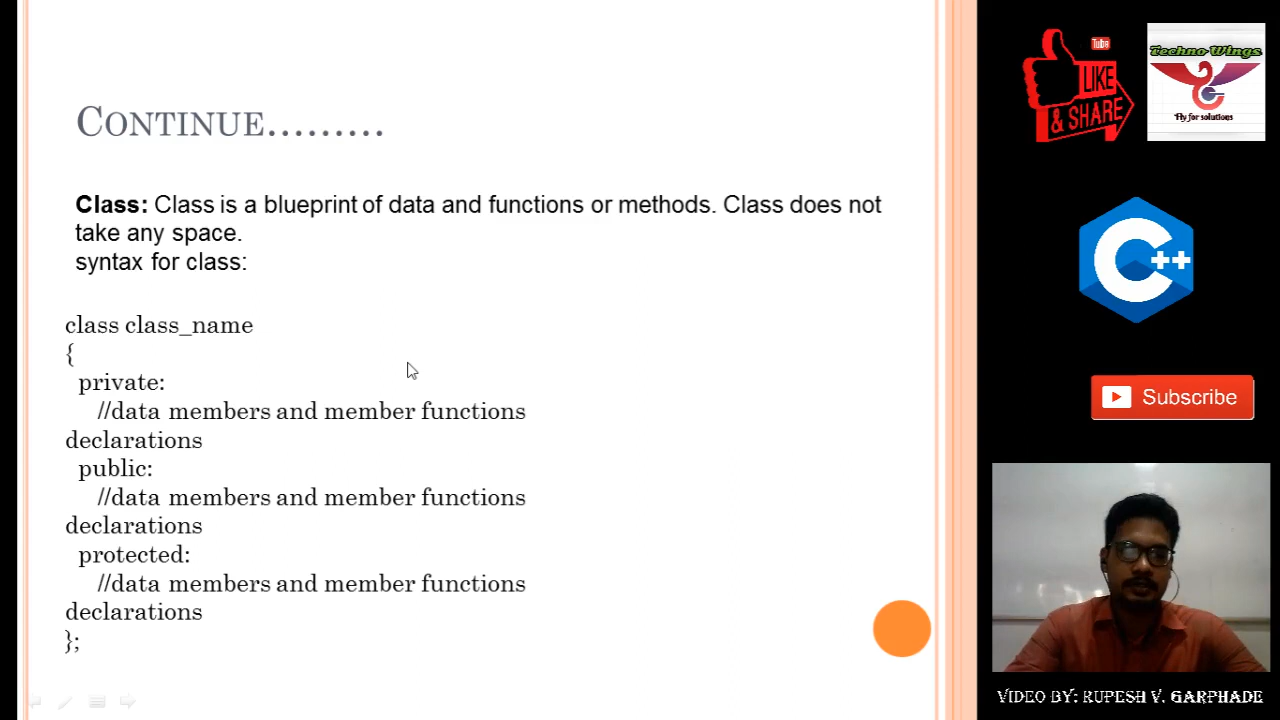 CONTINUE.........
Class: Class is a blueprint of data and functions or methods. Class does not
take any space.
syntax for class:
class class_name
{
private:
//data members and member functions
declarations
public:
//data members and member functions
declarations
protected:
//data members and member functions
declarations
};
Tube
LIKE
& SHARE
Techno Wings
Fly for solutions
C++
Subscribe
VIDEO BY: RUPESH V. GARPHADE